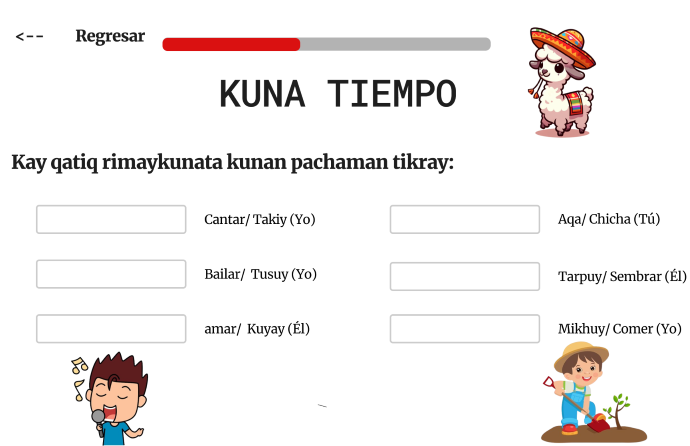 <-- Regresar
KUNA TIEMPO
Kay qatiq rimaykunata kunan pachaman tikray:
Cantar/ Takiy (Yo)
Aqa/ Chicha (Tú)
Bailar/ Tusuy (Yo)
Tarpuy/ Sembrar (Él)
amar/ Kuyay (Él)
Mikhuy/ Comer (Yo)